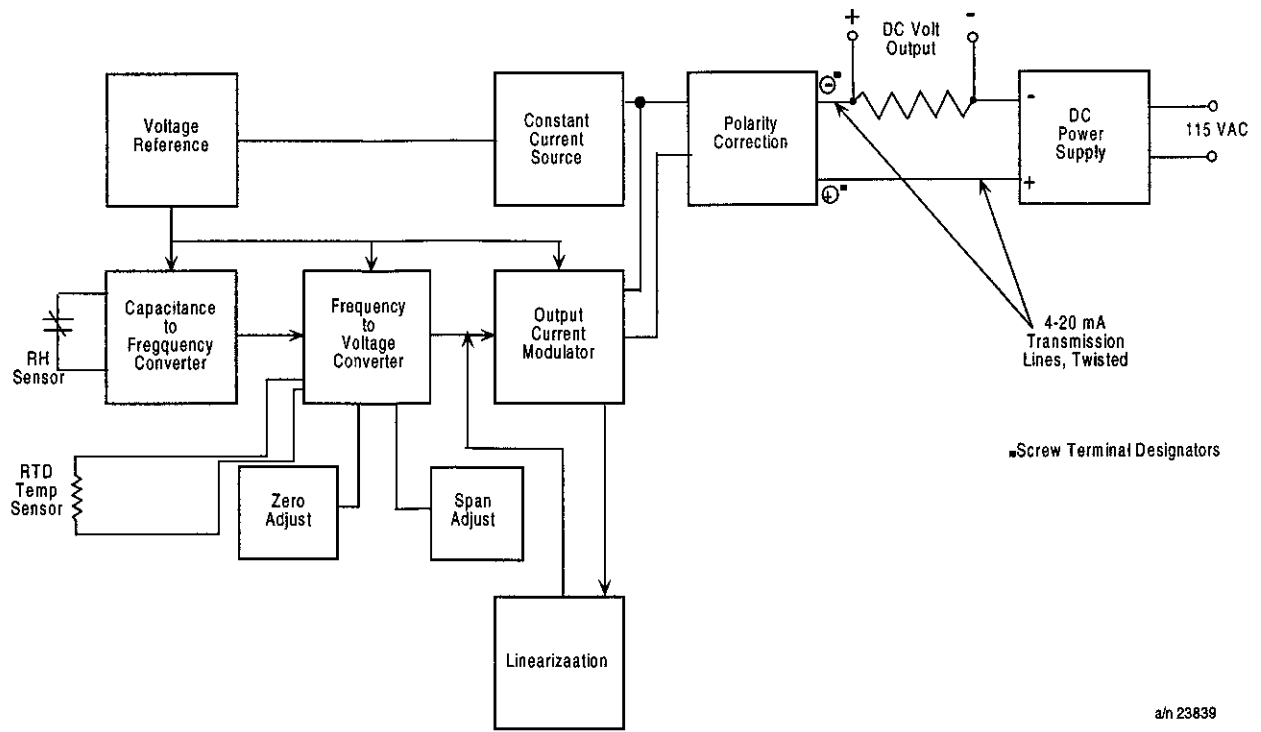 +
-
DC Volt
Output
Voltage
Reference
Constant
Current
Source
Polarity
Correction
-
+
-
+
DC
Power
Supply
115 VAC
Capacitance
to
Fregquency
Converter
Frequency
to
Voltage
Converter
Output
Current
Modulator
4-20 mA
Transmission
Lines, Twisted
RH
Sensor
RTD
Temp
Sensor
Zero
Adjust
Span
Adjust
▪Screw Terminal Designators
Linearizaation
a/n 23839